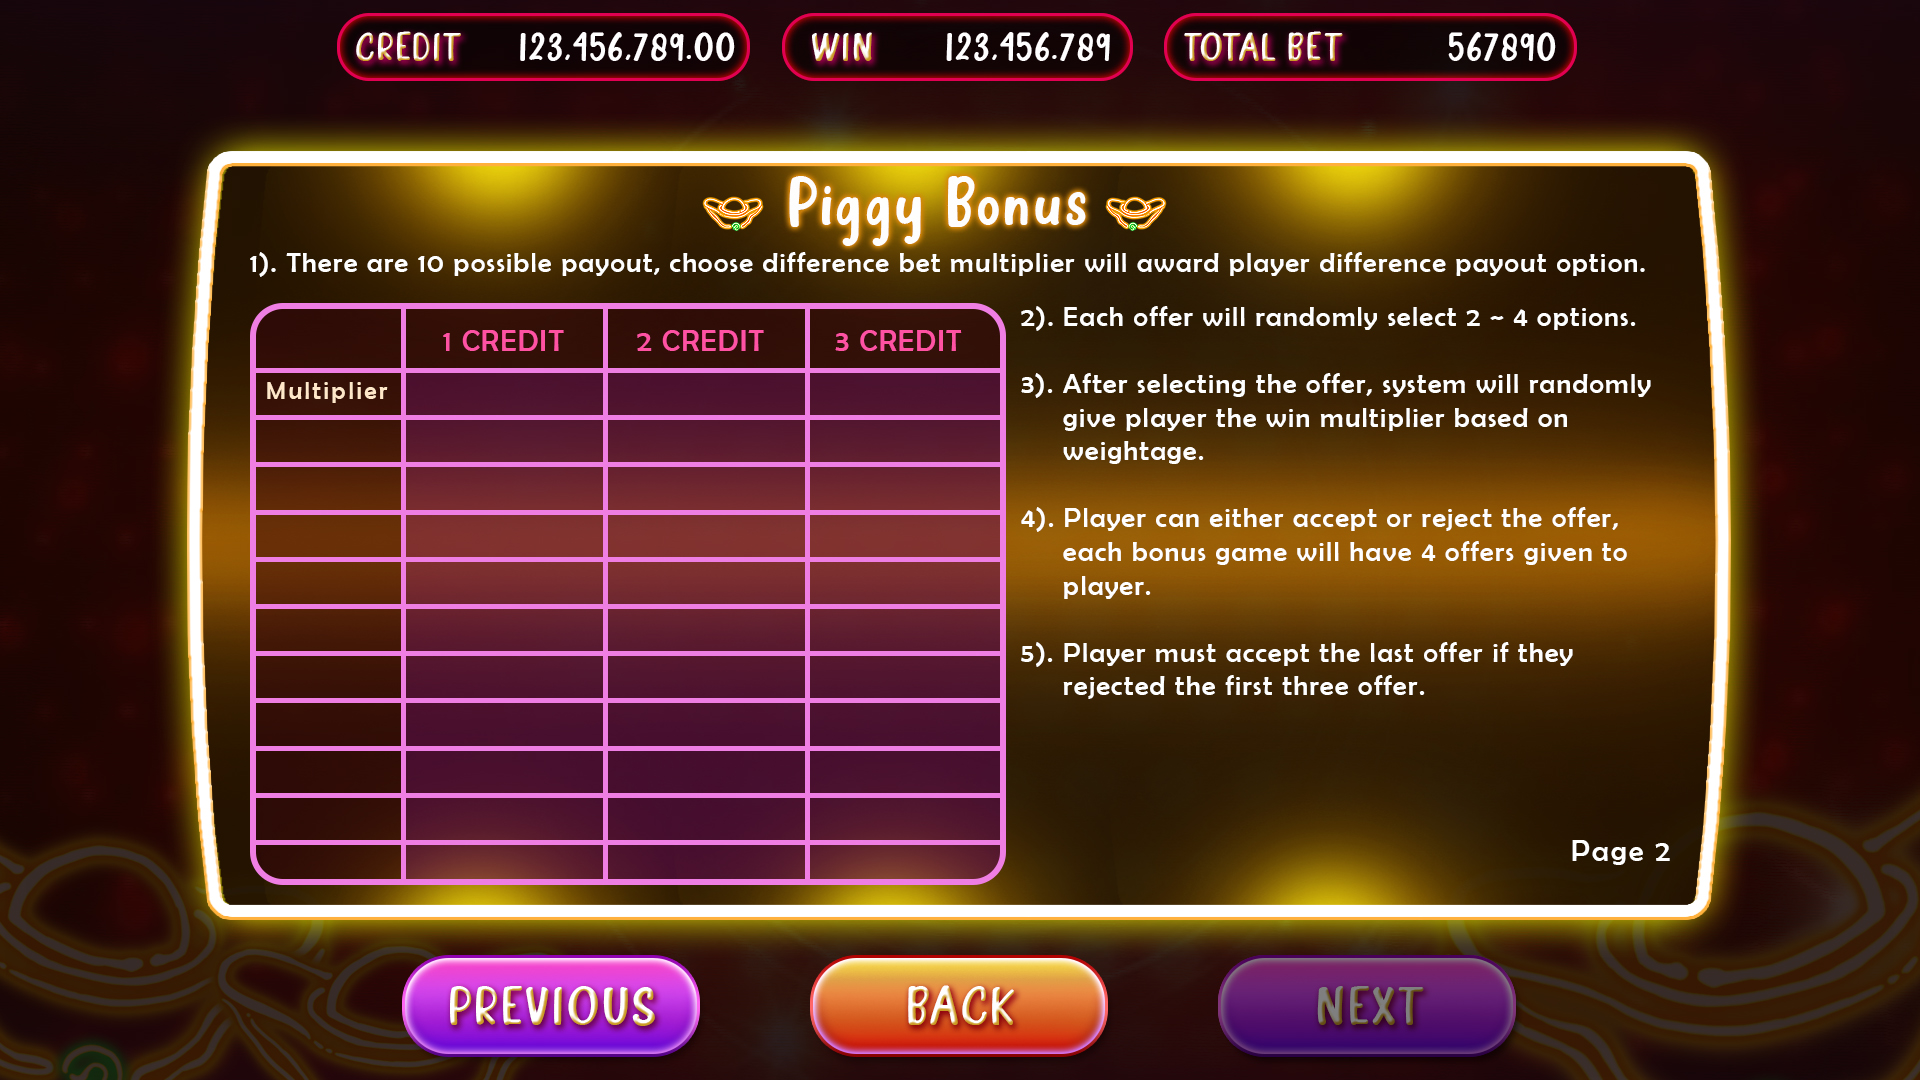 CREDIT 123,456,789.00 WIN 123,456,789 TOTAL BET 567890
Piggy Bonus
1). There are 10 possible payout, choose difference bet multiplier will award player difference payout option.
1 CREDIT 2 CREDIT 3 CREDIT
Multiplier
2). Each offer will randomly select 2 ~ 4 options.
3). After selecting the offer, system will randomly
give player the win multiplier based on
weightage.
4). Player can either accept or reject the offer,
each bonus game will have 4 offers given to
player.
5). Player must accept the last offer if they
rejected the first three offer.
Page 2
PREVIOUS BACK NEXT